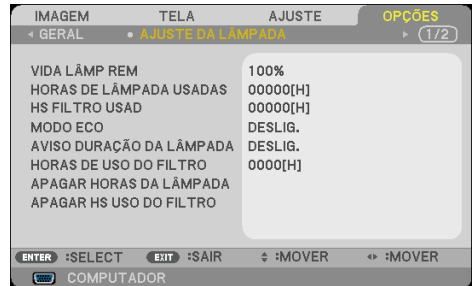 IMAGEM TELA AJUSTE OPÇÕES
GERAL • AJUSTE DA LÂMPADA (1/2)
VIDA LÂMP REM 100%
HORAS DE LÂMPADA USADAS 00000[H]
HS FILTRO USAD 00000[H]
MODO ECO DESLIG.
AVISO DURAÇÃO DA LÂMPADA DESLIG.
HORAS DE USO DO FILTRO 0000[H]
APAGAR HORAS DA LÂMPADA
APAGAR HS USO DO FILTRO
ENTER :SELECT EXIT :SAIR :MOVER :MOVER
COMPUTADOR